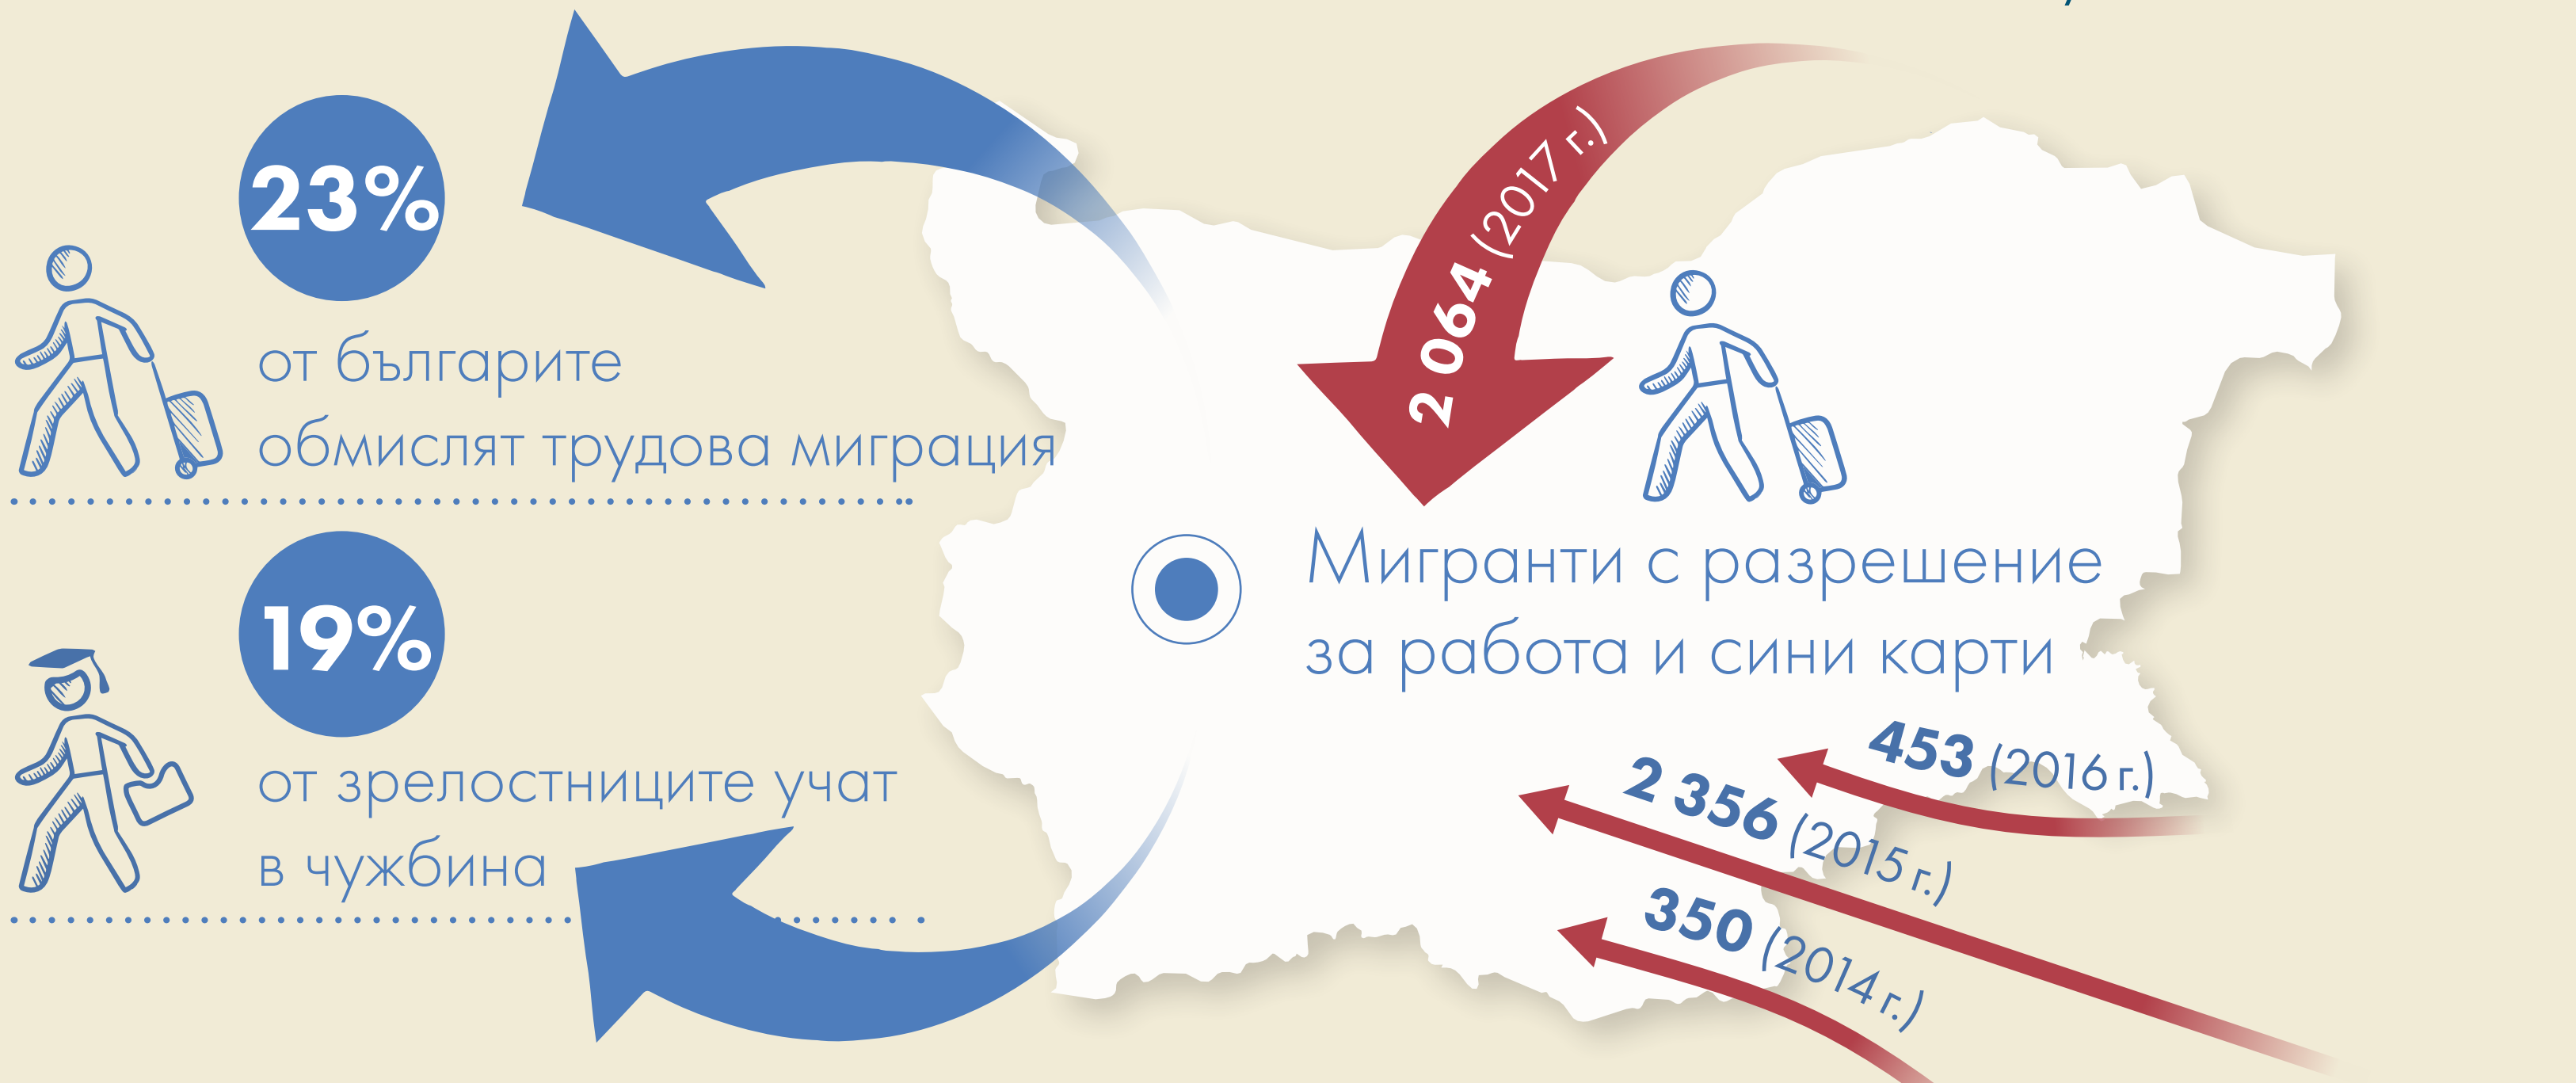 23%
от българите
обмислят трудова миграция
19%
от зрелостниците учат
в чужбина
2 064 (2017 г.)
Мигранти с разрешение
за работа и сини карти
453 (2016 г.)
2 356 (2015 г.)
350 (2014 г.)